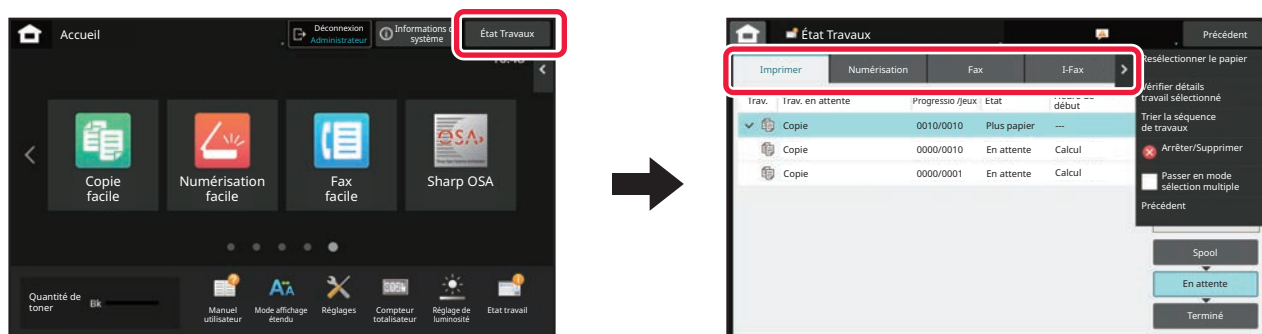 Accueil
Déconnexion
Administrateur
Informations
système
État Travaux
Copie
facile
Numérisation
facile
Fax
facile
OSA
Sharp OSA
Quantité de
toner
Bk
Manuel
utilisateur
Mode affichage
étendu
Réglages
Compteur
totalisateur
Réglage de
luminosité
Etat travail
État Travaux
Précédent
Imprimer
Numérisation
Fax
I-Fax
Trav.
Trav. en attente
Progressio /Jeux
Etat
début
Copie
0010/0010
Plus papier
---
Copie
0000/0010
En attente
Calcul
Copie
0000/0001
En attente
Calcul
Resélectionner le papier
Vérifier détails
travail sélectionné
Trier la séquence
de travaux
Arrêter/Supprimer
Passer en mode
sélection multiple
Précédent
Spool
En attente
Terminé